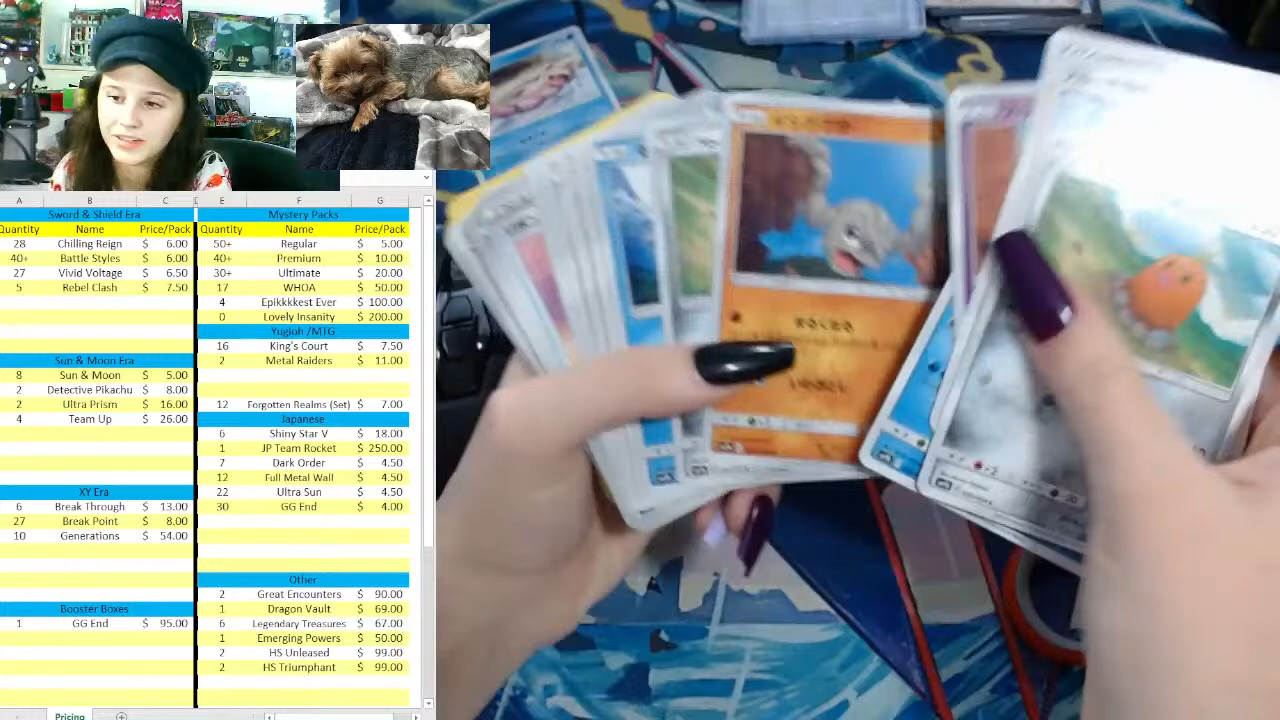 A B C E F G
Sword & Shield Era
Quantity Name Price/Pack
28 Chilling Reign $ 6.00
40+ Battle Styles $ 6.00
27 Vivid Voltage $ 6.50
5 Rebel Clash $ 7.50
Sun & Moon Era
8 Sun & Moon $ 5.00
2 Detective Pikachu $ 8.00
2 Ultra Prism $ 16.00
4 Team Up $ 26.00
XY Era
6 Break Through $ 13.00
27 Break Point $ 8.00
10 Generations $ 54.00
Booster Boxes
1 GG End $ 95.00
Mystery Packs
Quantity Name Price/Pack
50+ Regular $ 5.00
40+ Premium $ 10.00
30+ Ultimate $ 20.00
17 WHOA $ 50.00
4 Epikkkkest Ever $ 100.00
0 Lovely Insanity $ 200.00
Yugioh /MTG
16 King's Court $ 7.50
2 Metal Raiders $ 11.00
12 Forgotten Realms (Set) $ 7.00
Japanese
6 Shiny Star V $ 18.00
1 JP Team Rocket $ 250.00
7 Dark Order $ 4.50
12 Full Metal Wall $ 4.50
22 Ultra Sun $ 4.50
30 GG End $ 4.00
Other
2 Great Encounters $ 90.00
1 Dragon Vault $ 69.00
6 Legendary Treasures $ 67.00
1 Emerging Powers $ 50.00
2 HS Unleased $ 99.00
2 HS Triumphant $ 99.00
Pricing